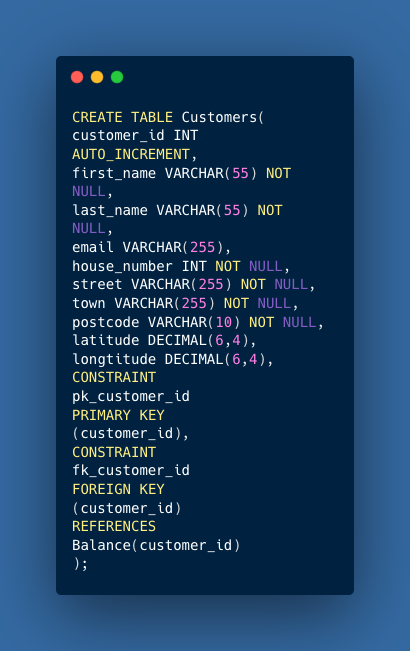 CREATE TABLE Customers(
customer_id INT
AUTO_INCREMENT,
first_name VARCHAR(55) NOT
NULL,
last_name VARCHAR(55) NOT
NULL,
email VARCHAR(255),
house_number INT NOT NULL,
street VARCHAR(255) NOT NULL,
town VARCHAR(255) NOT NULL,
postcode VARCHAR(10) NOT NULL,
latitude DECIMAL(6,4),
longtitude DECIMAL(6,4),
CONSTRAINT
pk_customer_id
PRIMARY KEY
(customer_id),
CONSTRAINT
fk_customer_id
FOREIGN KEY
(customer_id)
REFERENCES
Balance(customer_id)
);